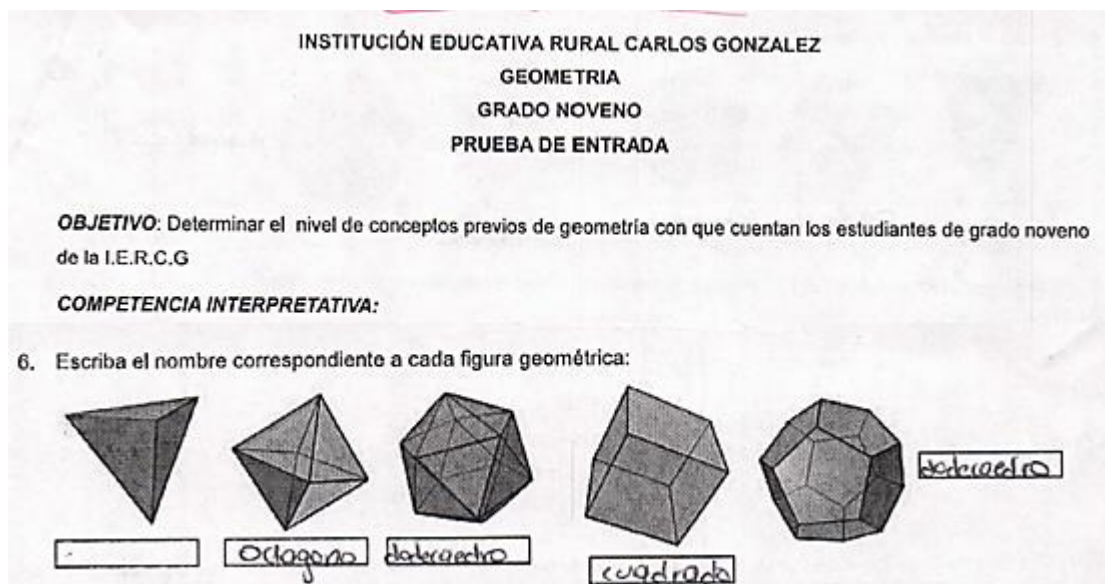 INSTITUCIÓN EDUCATIVA RURAL CARLOS GONZALEZ
GEOMETRIA
GRADO NOVENO
PRUEBA DE ENTRADA
OBJETIVO: Determinar el nivel de conceptos previos de geometría con que cuentan los estudiantes de grado noveno
de la I.E.R.C.G
COMPETENCIA INTERPRETATIVA:
6. Escriba el nombre correspondiente a cada figura geométrica:
dodecaedro
Octagono dodecaedro
cuadrado